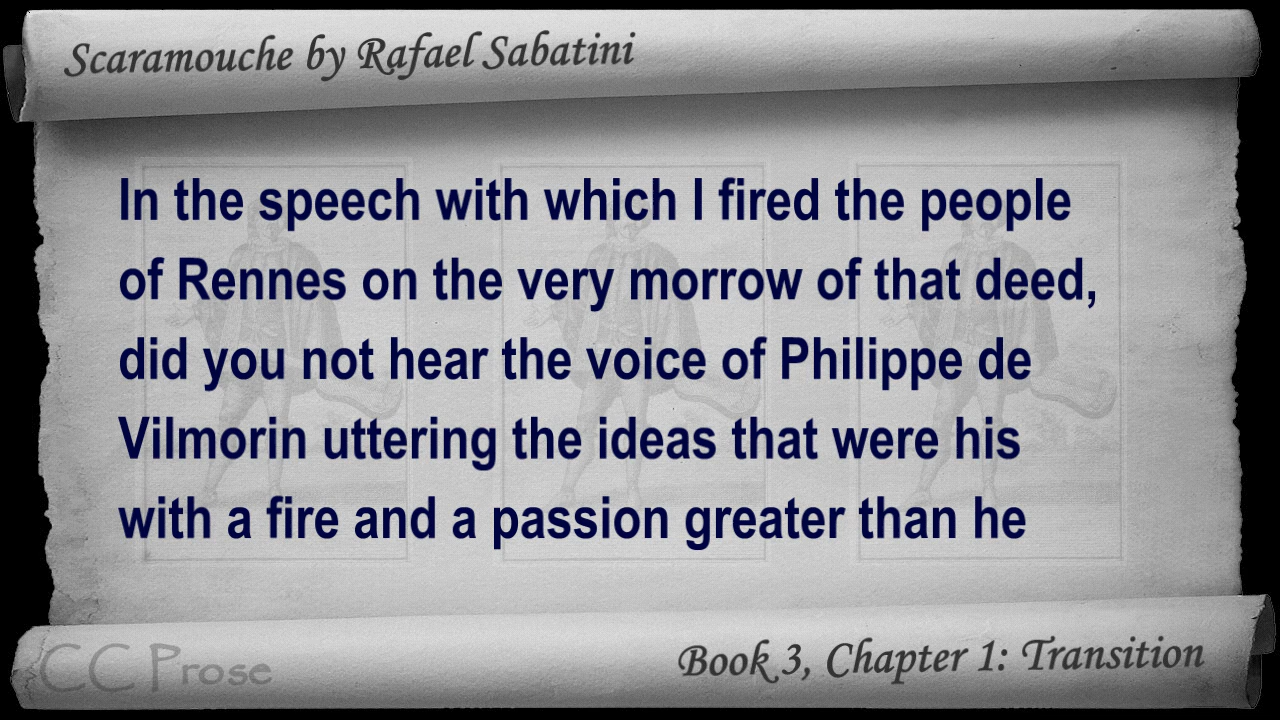 Scaramouche by Rafael Sabatini
In the speech with which I fired the people
of Rennes on the very morrow of that deed,
did you not hear the voice of Philippe de
Vilmorin uttering the ideas that were his
with a fire and a passion greater than he
CC Prose
Book 3, Chapter 1: Transition